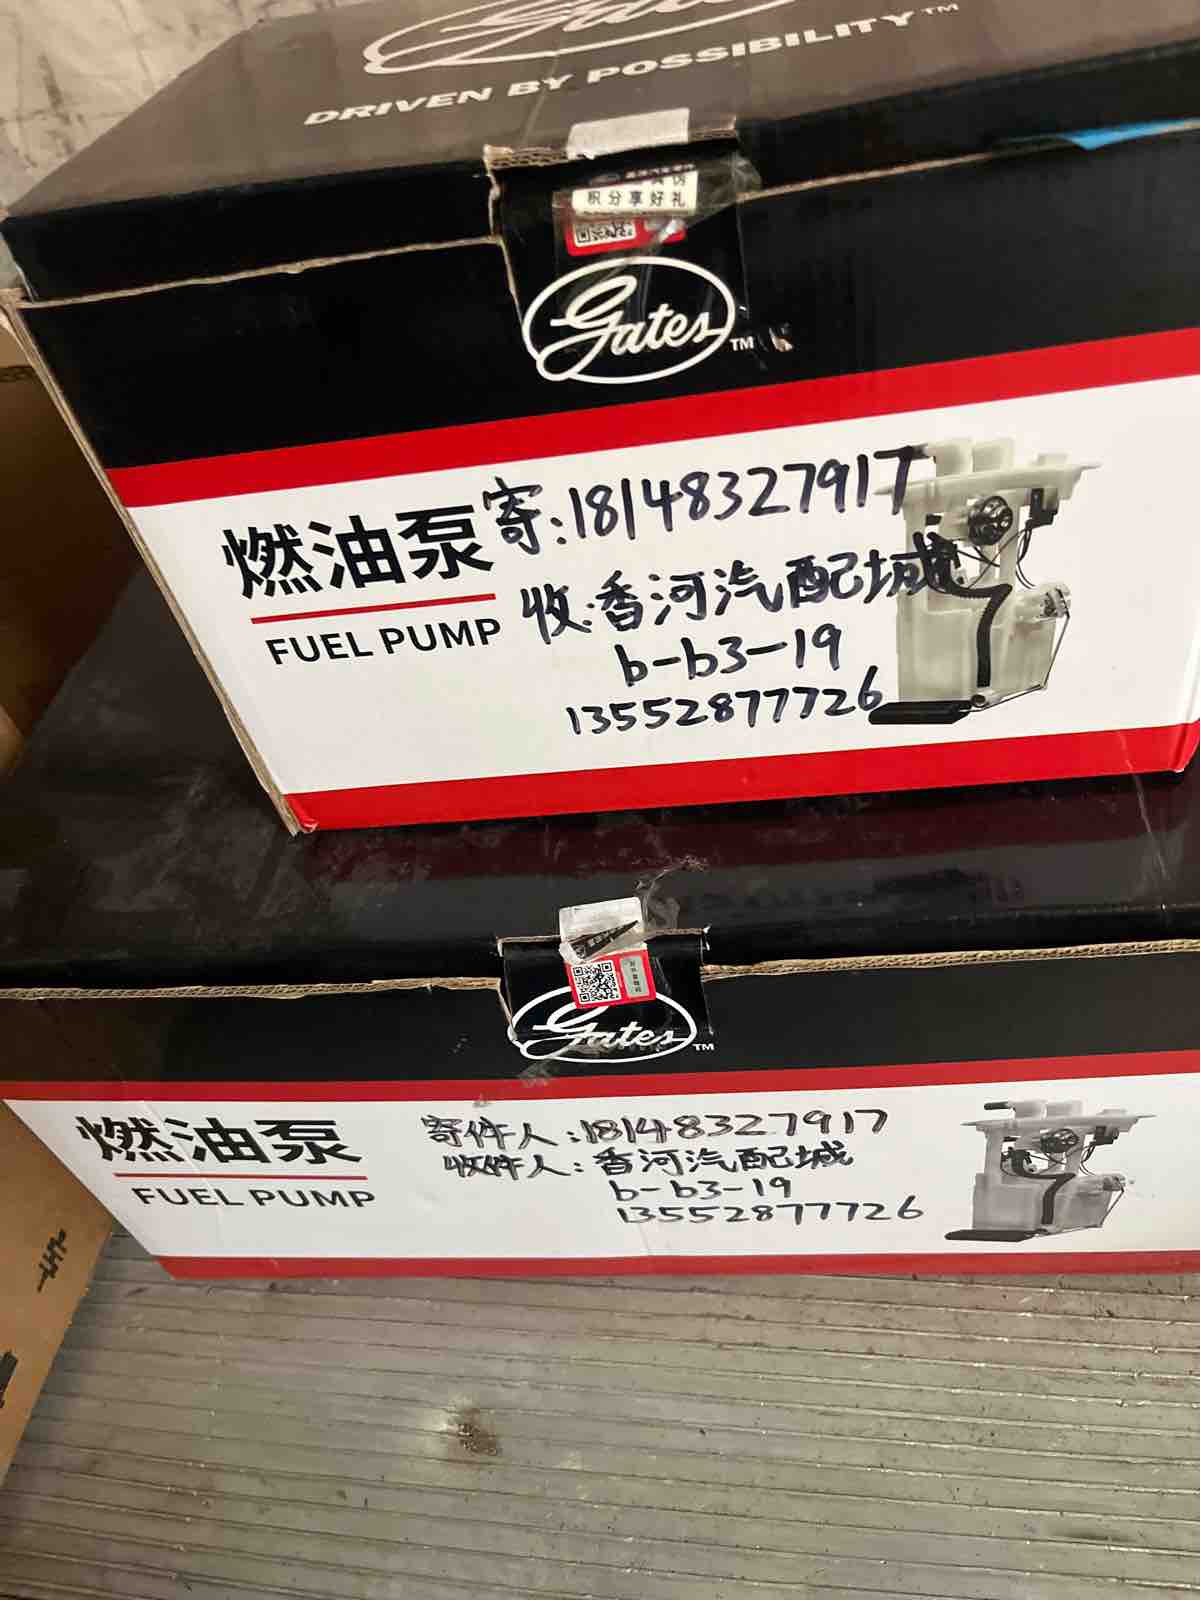 Gates
DRIVEN BY POSSIBILITY™
积分享好礼
Gates™
燃油泵
FUEL PUMP
寄:18148327917
收:香河汽配城
b-b3-19
13552877726
Gates™
燃油泵
FUEL PUMP
寄件人:18148327917
收件人:香河汽配城
b-b3-19
13552877726